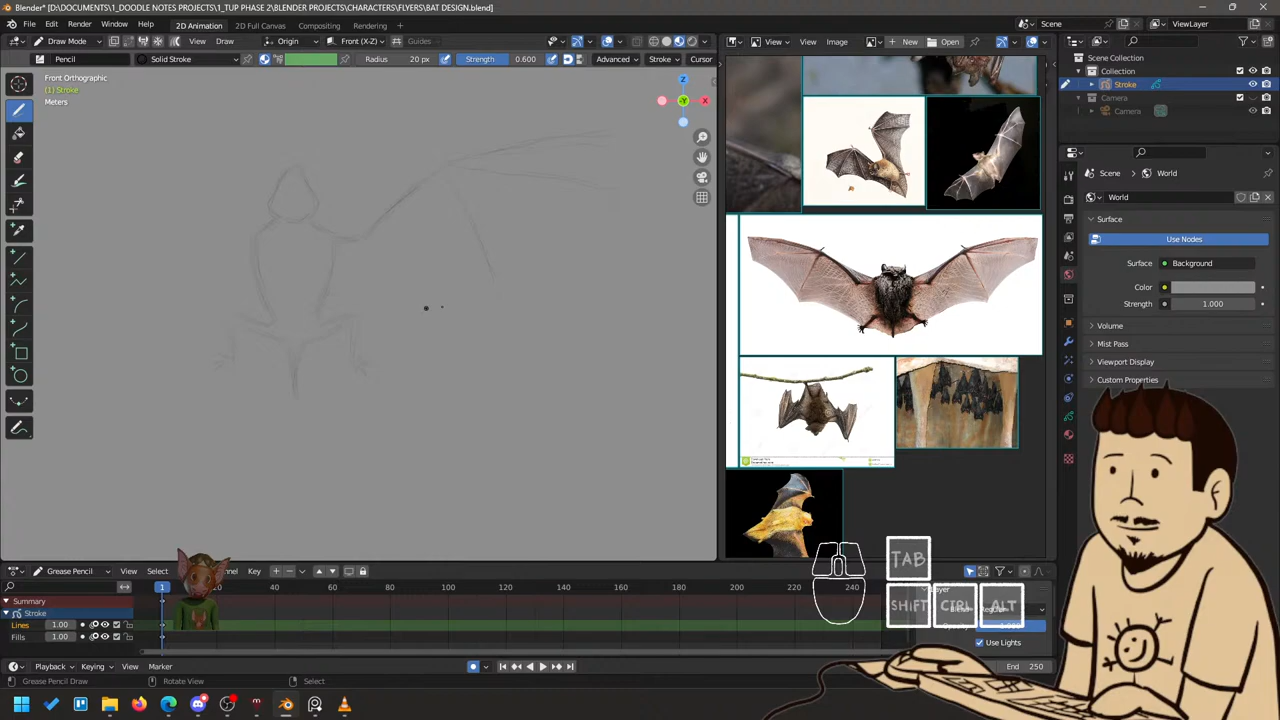 Blender* [D:\DOCUMENTS\1_DOODLE NOTES PROJECTS\1_TUP PHASE 2\BLENDER PROJECTS\CHARACTERS\FLYERS\BAT DESIGN.blend]
File Edit Render Window Help 2D Animation 2D Full Canvas Compositing Rendering Scene ViewLayer
Draw Mode View Draw Origin Front (X-Z) Guides View View Image New Open
Pencil Solid Stroke Radius 20 px Strength 0.600 Advanced Stroke Cursor
Scene Collection
Collection
Stroke
Camera
Camera
Front Orthographic
(1) Stroke
Meters
Z
-Y
X
Scene World
World
Surface
Use Nodes
Surface Background
Color
Strength 1.000
Volume
Mist Pass
Viewport Display
Custom Properties
TAB
SHIFT CTRL ALT
Grease Pencil View Select Key
1 20 40 60 80 100 120 140 160 180 200 220 240
Summary
Stroke
Lines 1.00
Fills 1.00
Layer
Blend Regular
Use Lights
Playback Keying View Marker End 250
Grease Pencil Draw Rotate View Select